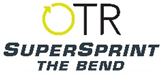 OTR
SUPERSPRINT
THE BEND